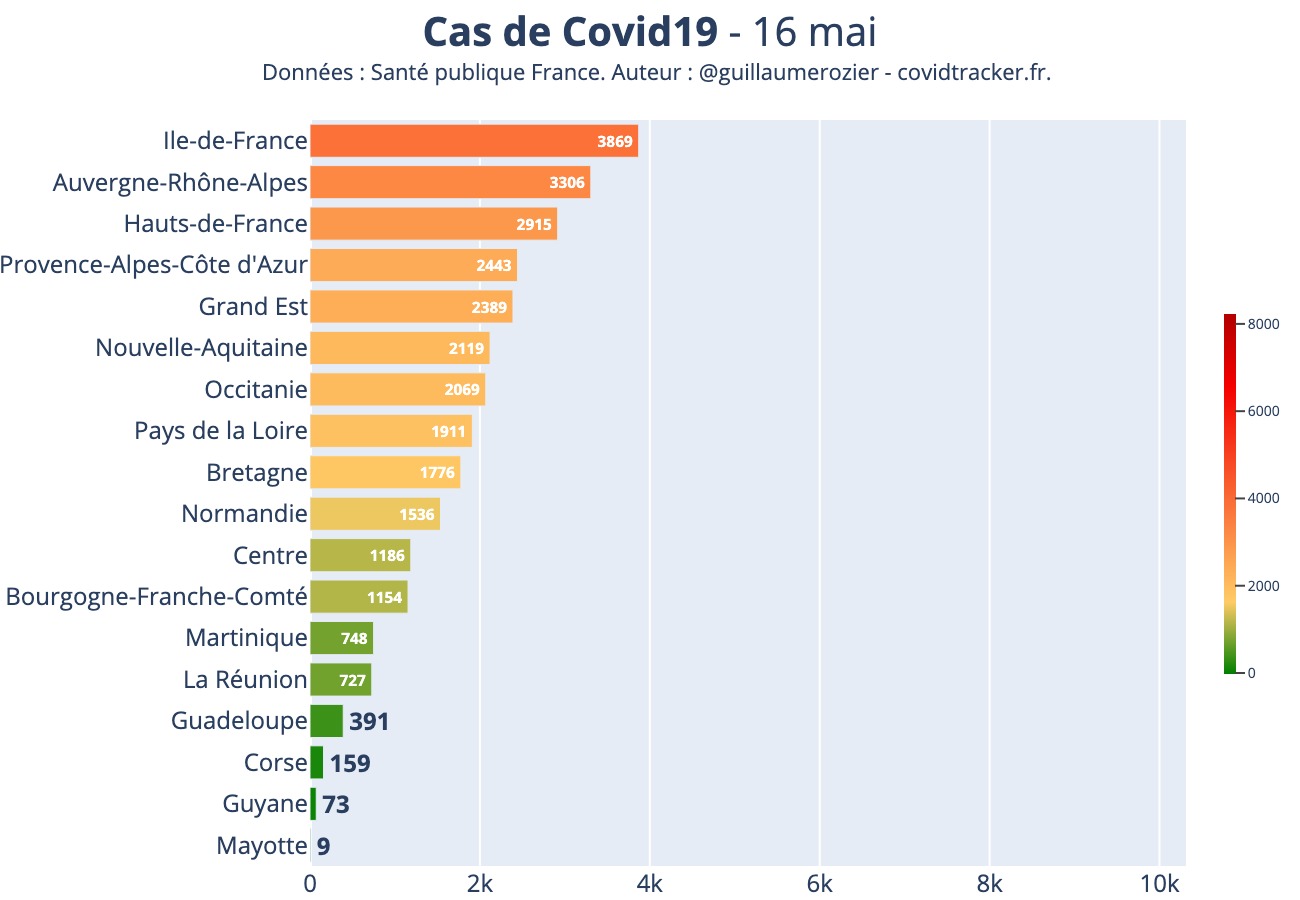 Cas de Covid19 - 16 mai
Données : Santé publique France. Auteur : @guillaumerozier - covidtracker.fr.
Ile-de-France 3869
Auvergne-Rhône-Alpes 3306
Hauts-de-France 2915
Provence-Alpes-Côte d'Azur 2443
Grand Est 2389
Nouvelle-Aquitaine 2119
Occitanie 2069
Pays de la Loire 1911
Bretagne 1776
Normandie 1536
Centre 1186
Bourgogne-Franche-Comté 1154
Martinique 748
La Réunion 727
Guadeloupe 391
Corse 159
Guyane 73
Mayotte 9
0 2k 4k 6k 8k 10k
8000
6000
4000
2000
0